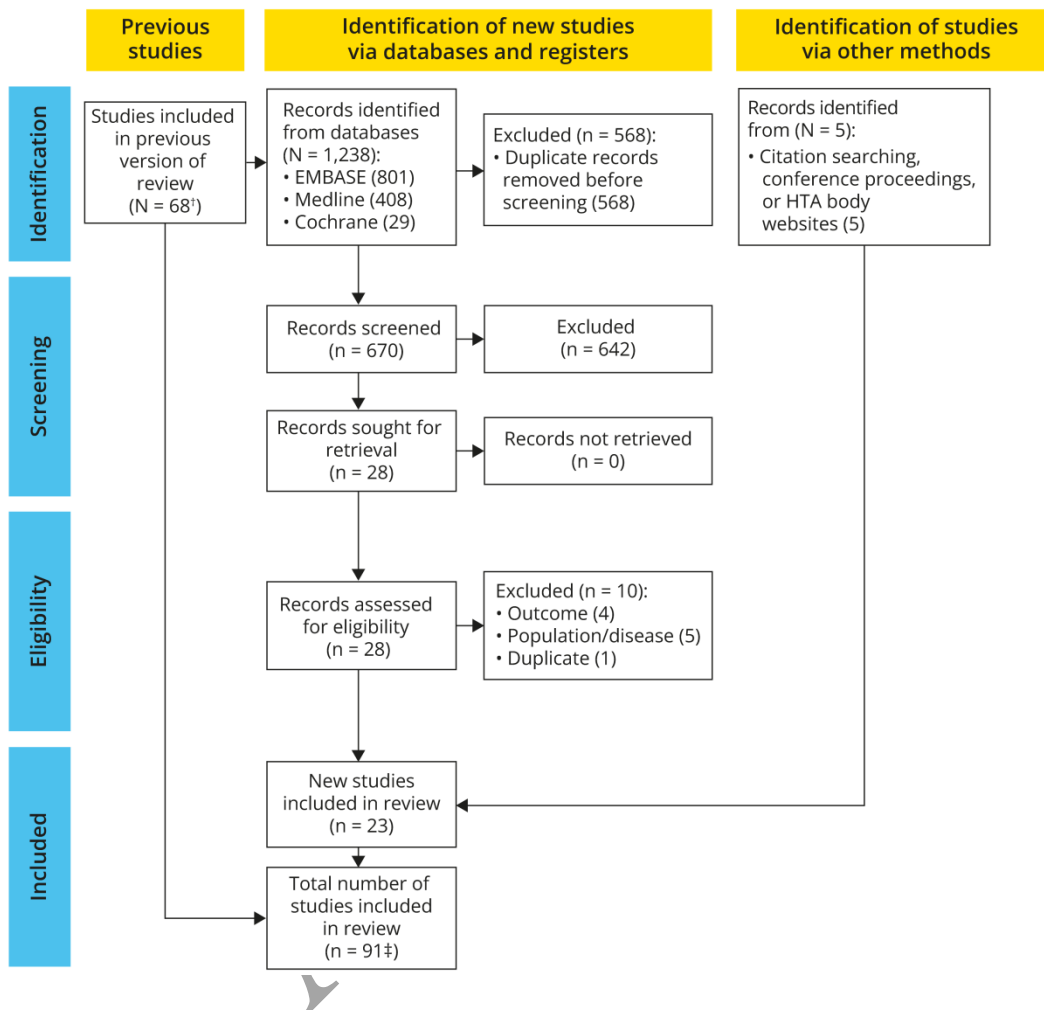 Previous
studies
Identification of new studies
via databases and registers
Identification of studies
via other methods
Identification
Studies included
in previous
version of
review
(N = 68†)
Records identified
from databases
(N = 1,238):
• EMBASE (801)
• Medline (408)
• Cochrane (29)
Excluded (n = 568):
• Duplicate records
removed before
screening (568)
Records identified
from (N = 5):
• Citation searching,
conference proceedings,
or HTA body
websites (5)
Screening
Records screened
(n = 670)
Excluded
(n = 642)
Records sought for
retrieval
(n = 28)
Records not retrieved
(n = 0)
Eligibility
Records assessed
for eligibility
(n = 28)
Excluded (n = 10):
• Outcome (4)
• Population/disease (5)
• Duplicate (1)
Included
New studies
included in review
(n = 23)
Total number of
studies included
in review
(n = 91‡)